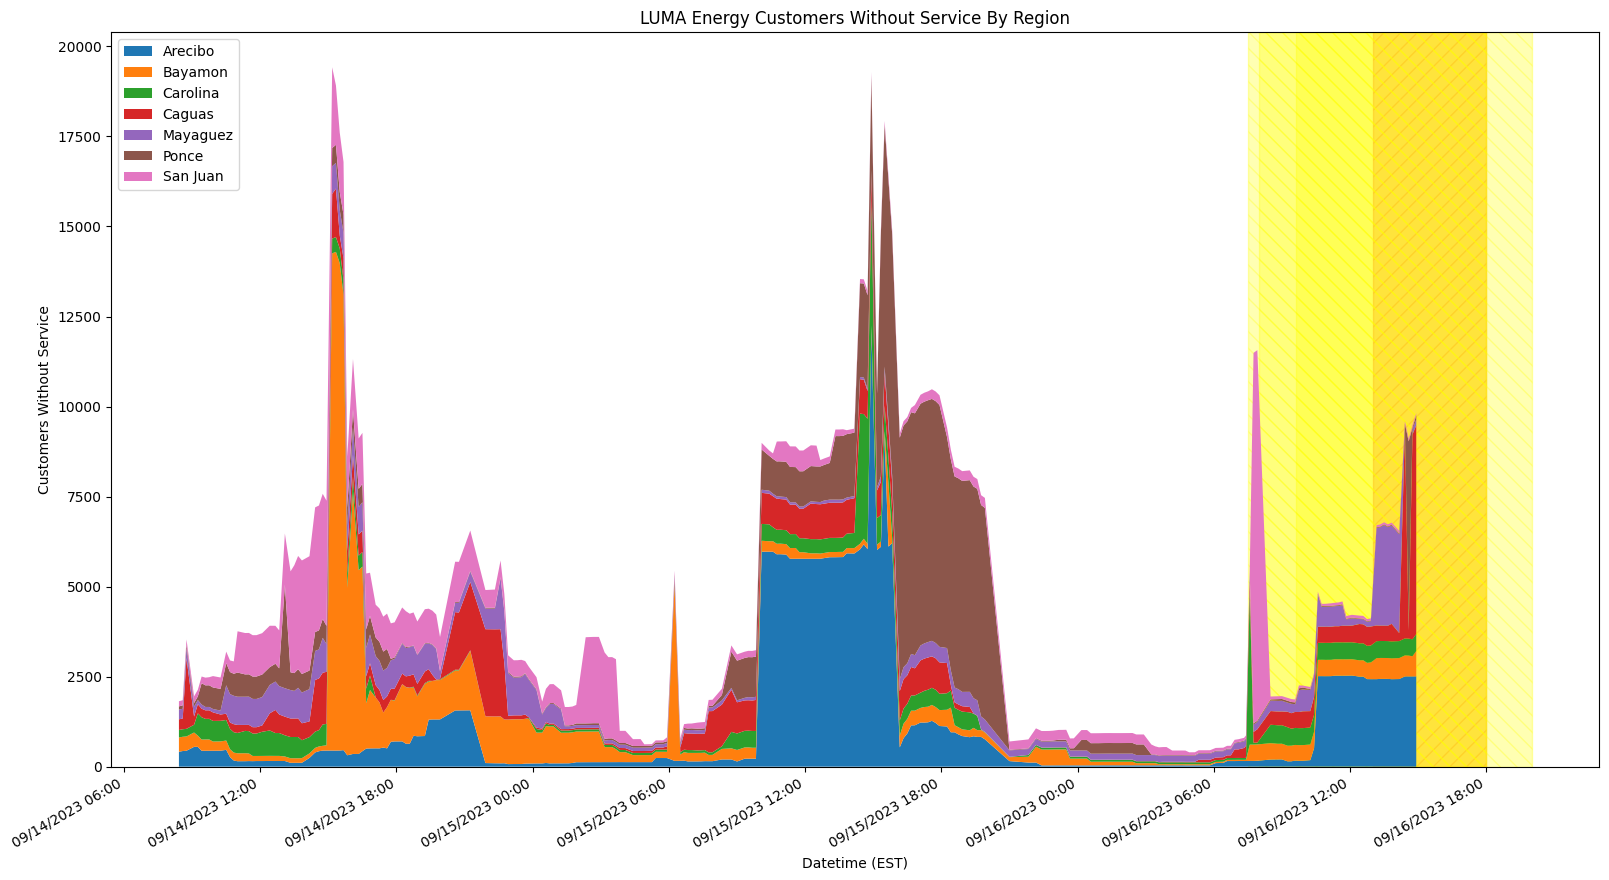 LUMA Energy Customers Without Service By Region
20000
17500
15000
12500
10000
7500
5000
2500
0
Customers Without Service
Arecibo
Bayamon
Carolina
Caguas
Mayaguez
Ponce
San Juan
09/14/2023 06:00
09/14/2023 12:00
09/14/2023 18:00
09/15/2023 00:00
09/15/2023 06:00
09/15/2023 12:00
09/15/2023 18:00
09/16/2023 00:00
09/16/2023 06:00
09/16/2023 12:00
09/16/2023 18:00
Datetime (EST)